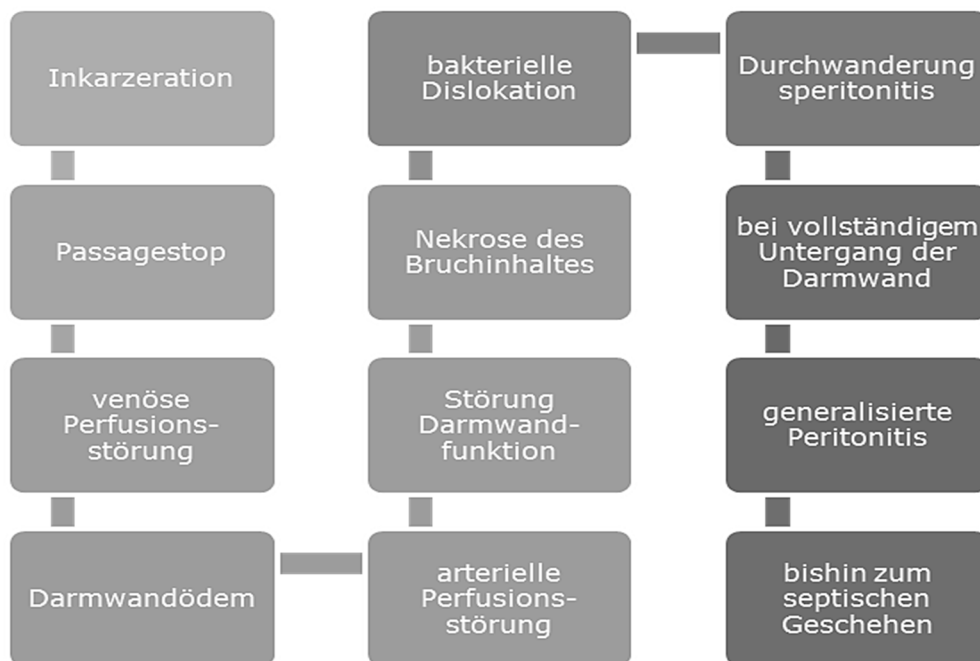 Inkarzeration
Passagestop
venöse
Perfusions-
störung
Darmwandödem
arterielle
Perfusions-
störung
Störung
Darmwand-
funktion
Nekrose des
Bruchinhaltes
bakterielle
Dislokation
Durchwanderung
speritonitis
bei vollständigem
Untergang der
Darmwand
generalisierte
Peritonitis
bishin zum
septischen
Geschehen